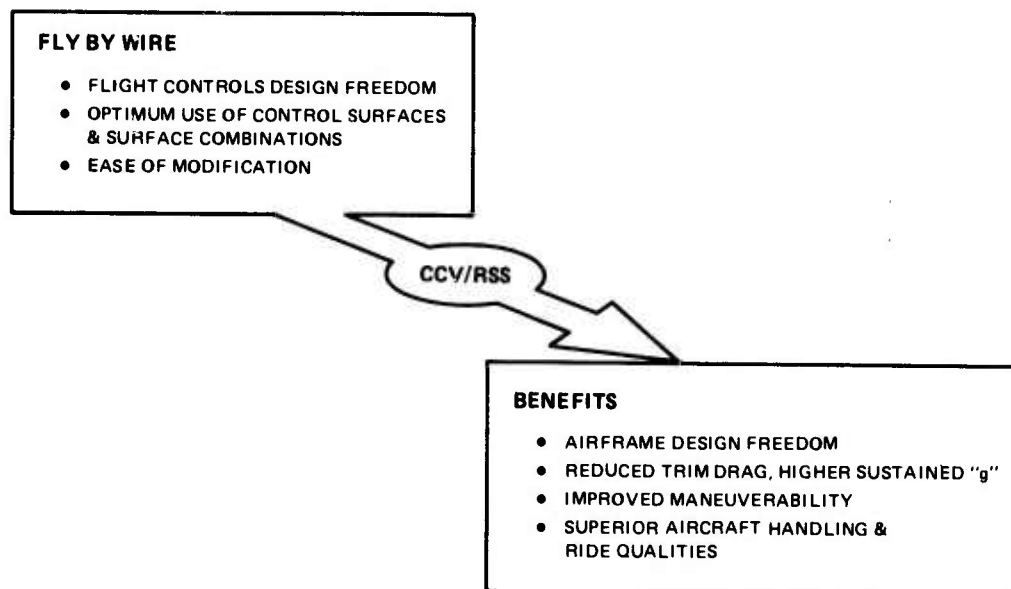 FLY BY WIRE
• FLIGHT CONTROLS DESIGN FREEDOM
• OPTIMUM USE OF CONTROL SURFACES
& SURFACE COMBINATIONS
• EASE OF MODIFICATION
CCV/RSS
BENEFITS
• AIRFRAME DESIGN FREEDOM
• REDUCED TRIM DRAG, HIGHER SUSTAINED "g"
• IMPROVED MANEUVERABILITY
• SUPERIOR AIRCRAFT HANDLING &
RIDE QUALITIES